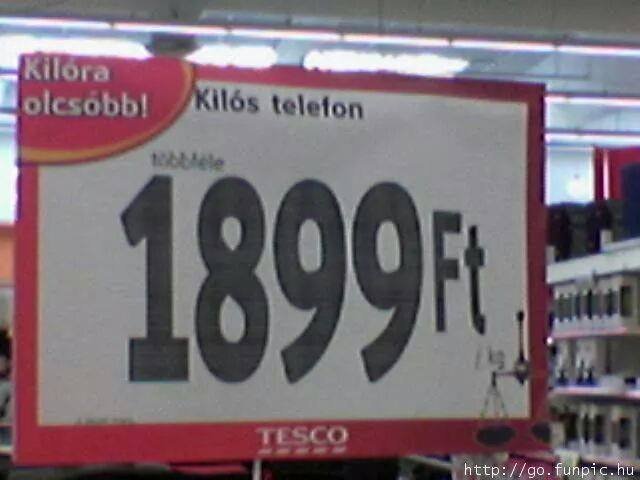 Kilóra
olcsóbb!
Kilós telefon
többféle
1899 Ft
/ kg
TESCO
http://go.funpic.hu